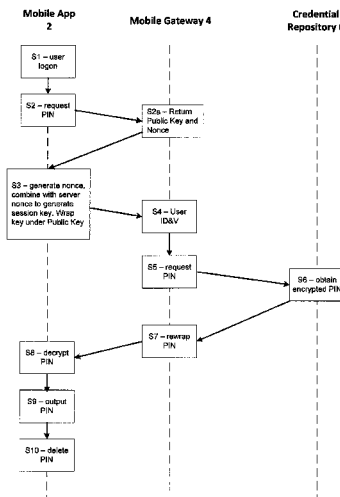 Mobile App
2
Mobile Gateway 4
Credential
Repository
S1 – user
logon
S2 – request
PIN
S2a – Return
Public Key and
Nonce
S3 – generate nonce,
combine with server
nonce to generate
session key. Wrap
key under Public Key
S4 – User
ID&V
S5 – request
PIN
S6 – obtain
encrypted PIN
S7 – rewrap
PIN
S8 – decrypt
PIN
S9 – output
PIN
S10 – delete
PIN